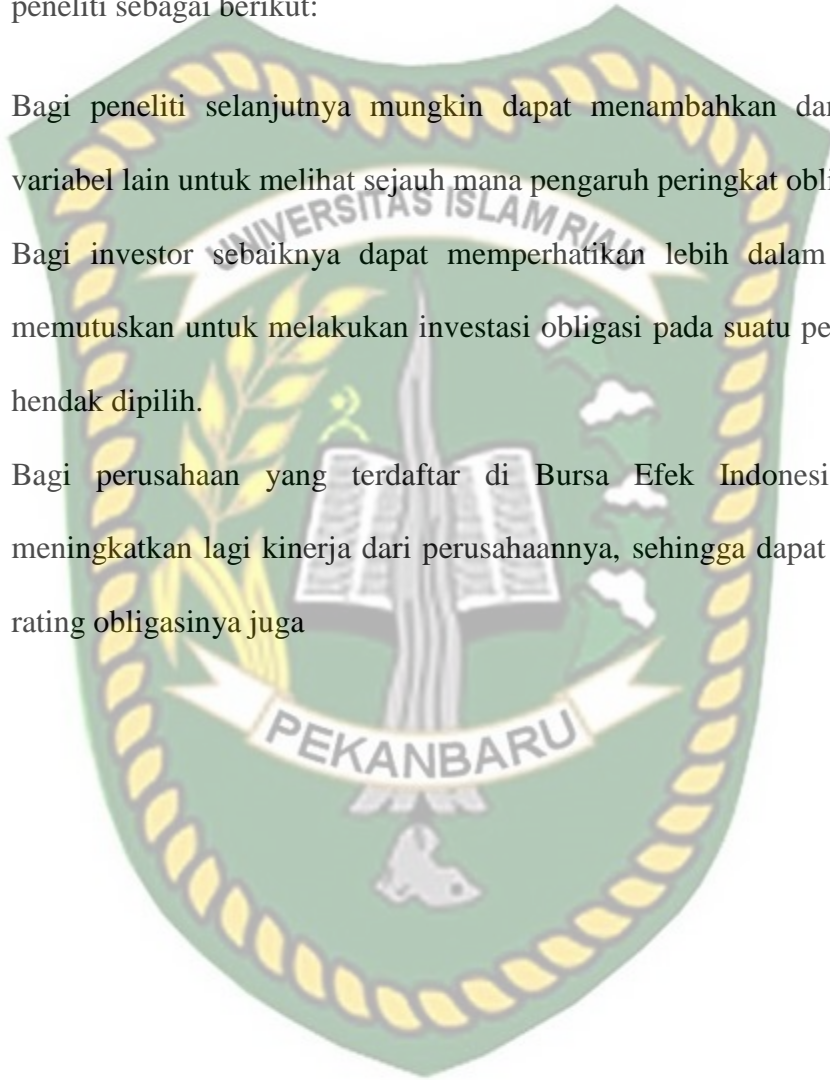 peneliti sebagai berikut:
Bagi peneliti selanjutnya mungkin dapat menambahkan dan
variabel lain untuk melihat sejauh mana pengaruh peringkat obli
UNIVERSITAS ISLAM RIAU
Bagi investor sebaiknya dapat memperhatikan lebih dalam
memutuskan untuk melakukan investasi obligasi pada suatu pe
hendak dipilih.
Bagi perusahaan yang terdaftar di Bursa Efek Indonesi
meningkatkan lagi kinerja dari perusahaannya, sehingga dapat
rating obligasinya juga
PEKANBARU